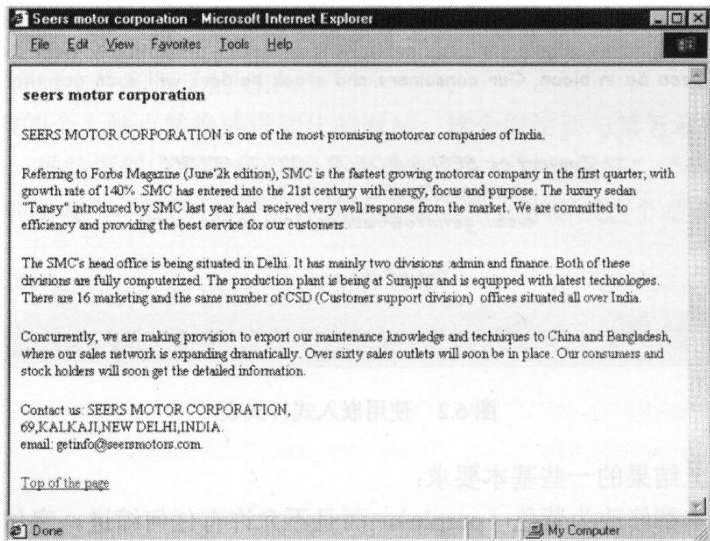 Seers motor corporation - Microsoft Internet Explorer
File Edit View Favorites Tools Help
seers motor corporation
SEERS MOTOR CORPORATION is one of the most promising motorcar companies of India.
Referring to Forbs Magazine (June'2k edition), SMC is the fastest growing motorcar company in the first quarter; with
growth rate of 140% .SMC has entered into the 21st century with energy, focus and purpose. The luxury sedan
"Tansy" introduced by SMC last year had received very well response from the market. We are committed to
efficiency and providing the best service for our customers.
The SMC's head office is being situated in Delhi. It has mainly two divisions :admin and finance. Both of these
divisions are fully computerized. The production plant is being at Surajpur and is equipped with latest technologies.
There are 16 marketing and the same number of CSD (Customer support division) offices situated all over India.
Concurrently, we are making provision to export our maintenance knowledge and techniques to China and Bangladesh,
where our sales network is expanding dramatically. Over sixty sales outlets will soon be in place. Our consumers and
stock holders will soon get the detailed information.
Contact us: SEERS MOTOR CORPORATION,
69,KALKAJI,NEW DELHI,INDIA.
email: getinfo@seersmotors.com.
Top of the page
Done My Computer